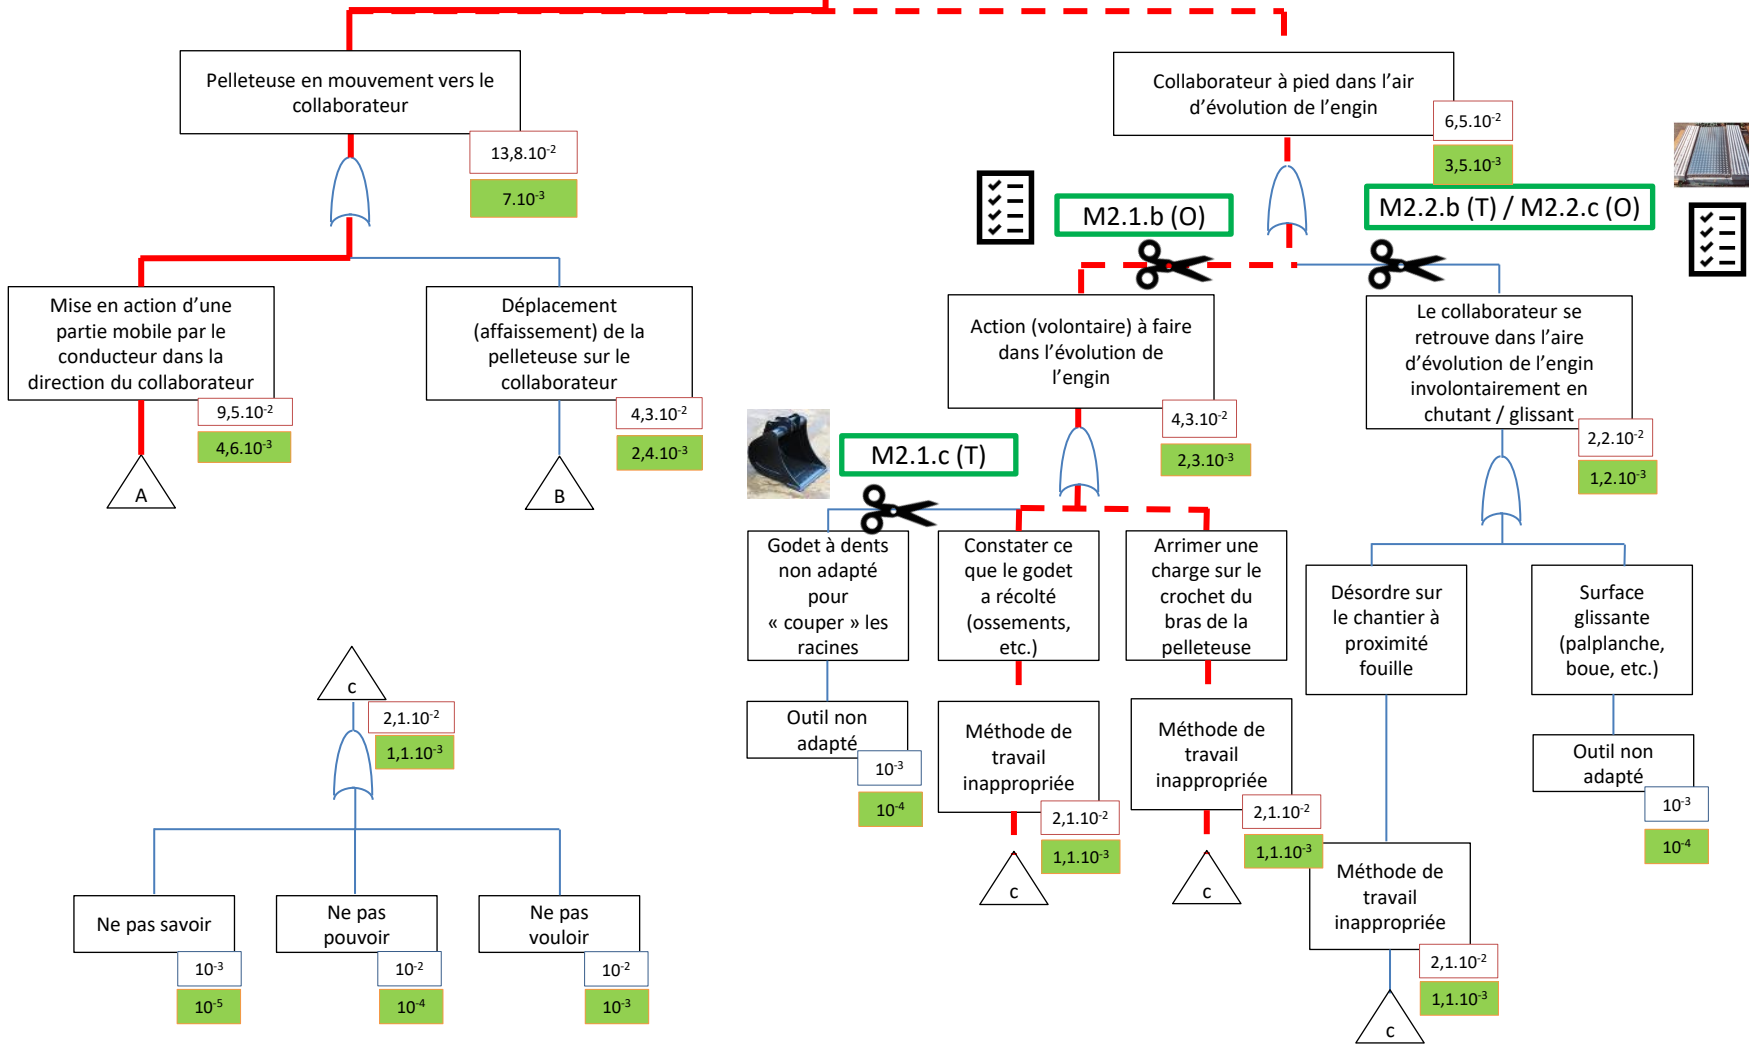 Pelleteuse en mouvement vers le
collaborateur
13,8.10⁻²
7.10⁻³
Collaborateur à pied dans l’air
d’évolution de l’engin
6,5.10⁻²
3,5.10⁻³
M2.1.b (O)
M2.2.b (T) / M2.2.c (O)
Mise en action d’une
partie mobile par le
conducteur dans la
direction du collaborateur
9,5.10⁻²
4,6.10⁻³
A
Déplacement
(affaissement) de la
pelleteuse sur le
collaborateur
4,3.10⁻²
2,4.10⁻³
B
Action (volontaire) à faire
dans l’évolution de
l’engin
4,3.10⁻²
2,3.10⁻³
Le collaborateur se
retrouve dans l’aire
d’évolution de l’engin
involontairement en
chutant / glissant
2,2.10⁻²
1,2.10⁻³
M2.1.c (T)
Godet à dents
non adapté
pour
« couper » les
racines
Constater ce
que le godet
a récolté
(ossements,
etc.)
Arrimer une
charge sur le
crochet du
bras de la
pelleteuse
Désordre sur
le chantier à
proximité
fouille
Surface
glissante
(palplanche,
boue, etc.)
Outil non
adapté
10⁻³
10⁻⁴
Méthode de
travail
inappropriée
2,1.10⁻²
1,1.10⁻³
c
Méthode de
travail
inappropriée
2,1.10⁻²
1,1.10⁻³
c
Méthode de
travail
inappropriée
2,1.10⁻²
1,1.10⁻³
c
Outil non
adapté
10⁻³
10⁻⁴
c
2,1.10⁻²
1,1.10⁻³
Ne pas savoir
10⁻³
10⁻⁵
Ne pas
pouvoir
10⁻²
10⁻⁴
Ne pas
vouloir
10⁻²
10⁻³